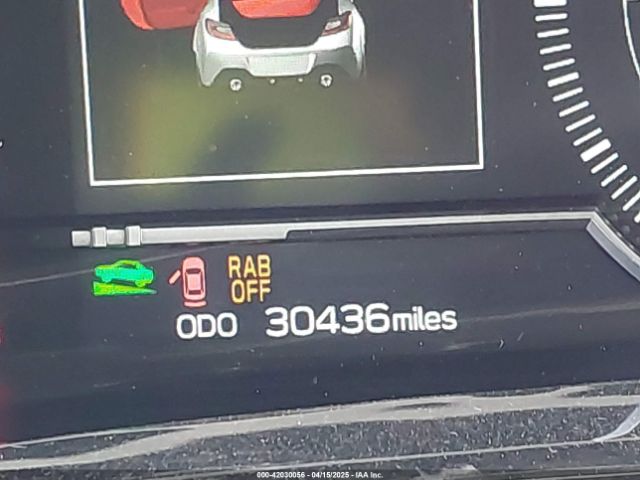 RAB
OFF
ODO 30436miles
000-42030056 - 04/15/2025 - IAA Inc.